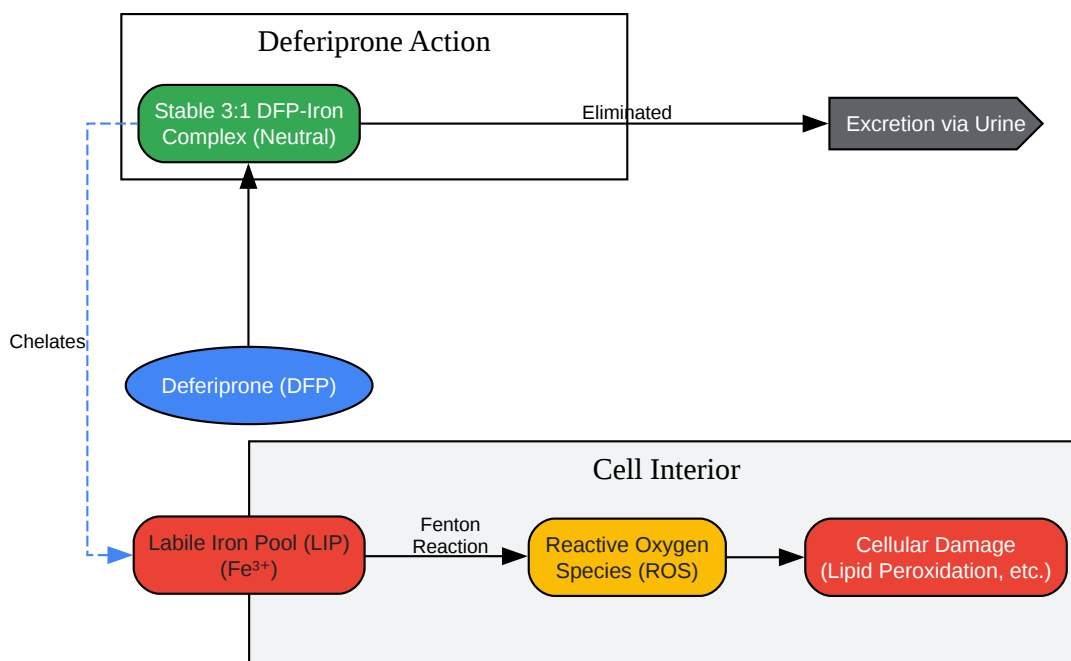 Deferiprone Action
Stable 3:1 DFP-Iron
Complex (Neutral)
Eliminated
Excretion via Urine
Chelates
Deferiprone (DFP)
Cell Interior
Labile Iron Pool (LIP)
(Fe³⁺)
Fenton
Reaction
Reactive Oxygen
Species (ROS)
Cellular Damage
(Lipid Peroxidation, etc.)